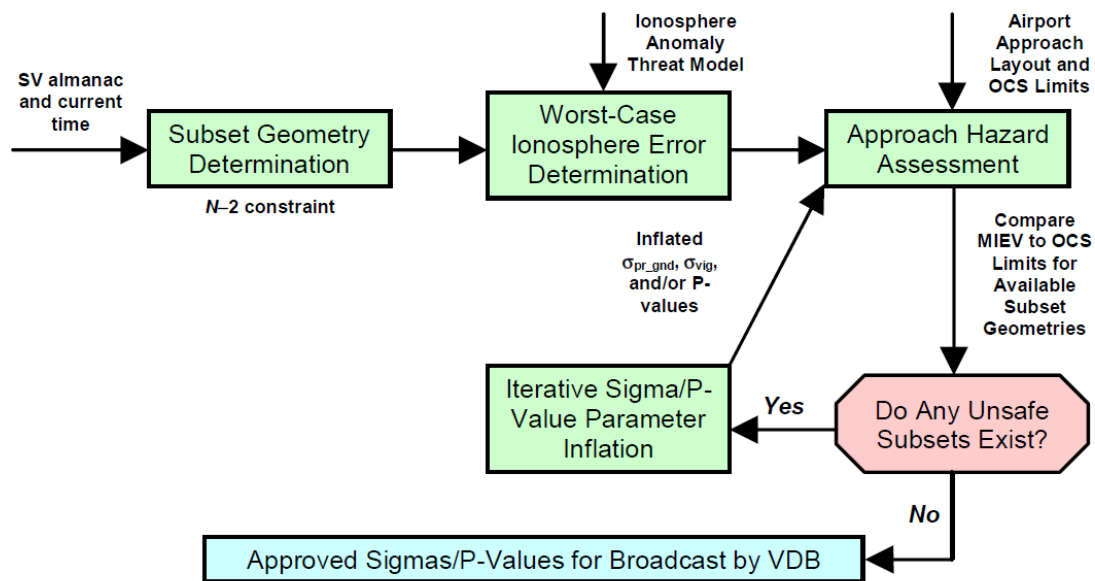 SV almanac
and current
time
Subset Geometry
Determination
N–2 constraint
Ionosphere
Anomaly
Threat Model
Worst-Case
Ionosphere Error
Determination
Airport
Approach
Layout and
OCS Limits
Approach Hazard
Assessment
Compare
MIEV to OCS
Limits for
Available
Subset
Geometries
Inflated
σpr_gnd, σvig,
and/or P-
values
Iterative Sigma/P-
Value Parameter
Inflation
Yes
Do Any Unsafe
Subsets Exist?
No
Approved Sigmas/P-Values for Broadcast by VDB